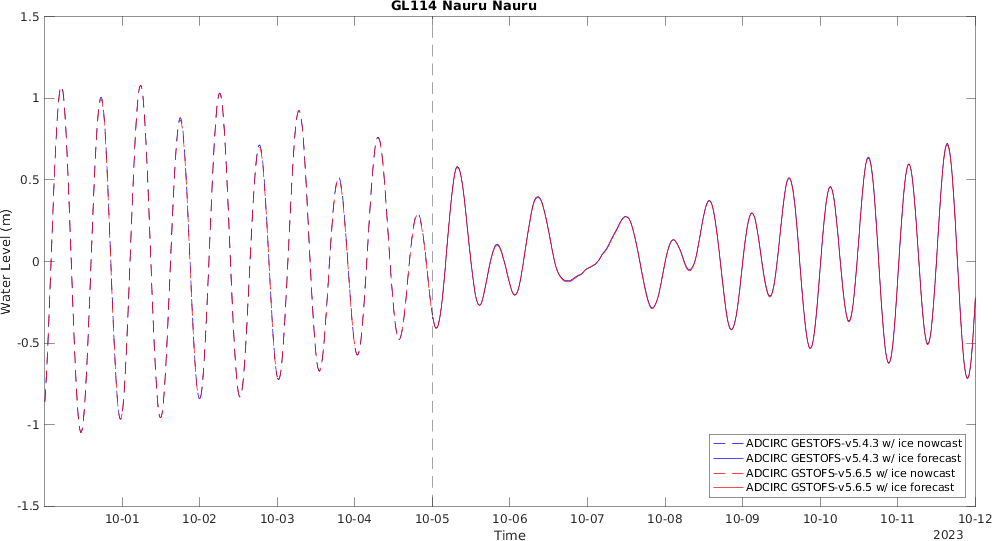 GL114 Nauru Nauru
1.5
1
0.5
0
-0.5
-1
-1.5
Water Level (m)
ADCIRC GESTOFS-v5.4.3 w/ ice nowcast
ADCIRC GESTOFS-v5.4.3 w/ ice forecast
ADCIRC GSTOFS-v5.6.5 w/ ice nowcast
ADCIRC GSTOFS-v5.6.5 w/ ice forecast
10-01 10-02 10-03 10-04 10-05 10-06 10-07 10-08 10-09 10-10 10-11 10-12
Time
2023